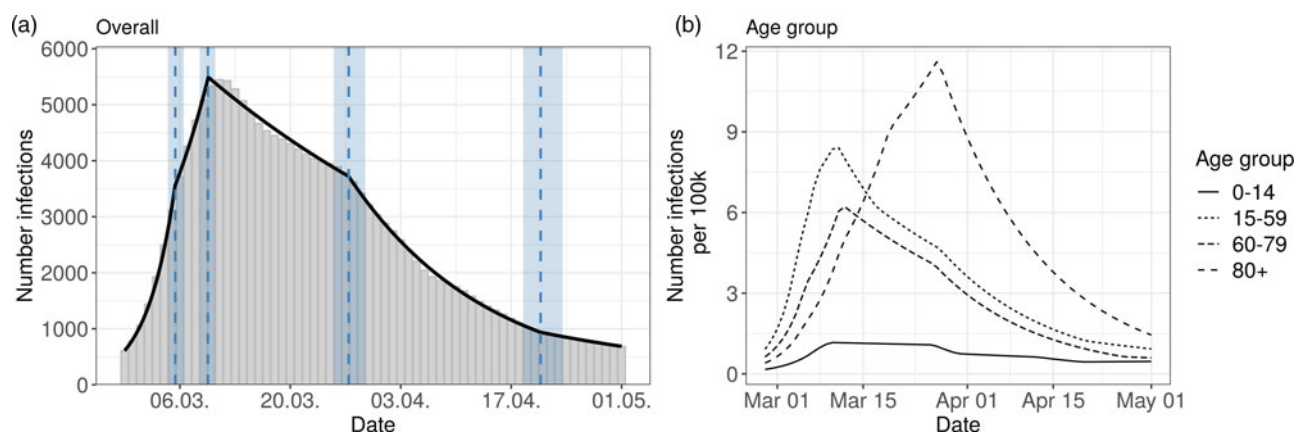 (a)
Overall
Number infections
6000
5000
4000
3000
2000
1000
0
06.03.
20.03.
03.04.
17.04.
01.05.
Date
(b)
Age group
Number infections
per 100k
12
9
6
3
0
Mar 01
Mar 15
Apr 01
Apr 15
May 01
Date
Age group
0-14
15-59
60-79
80+